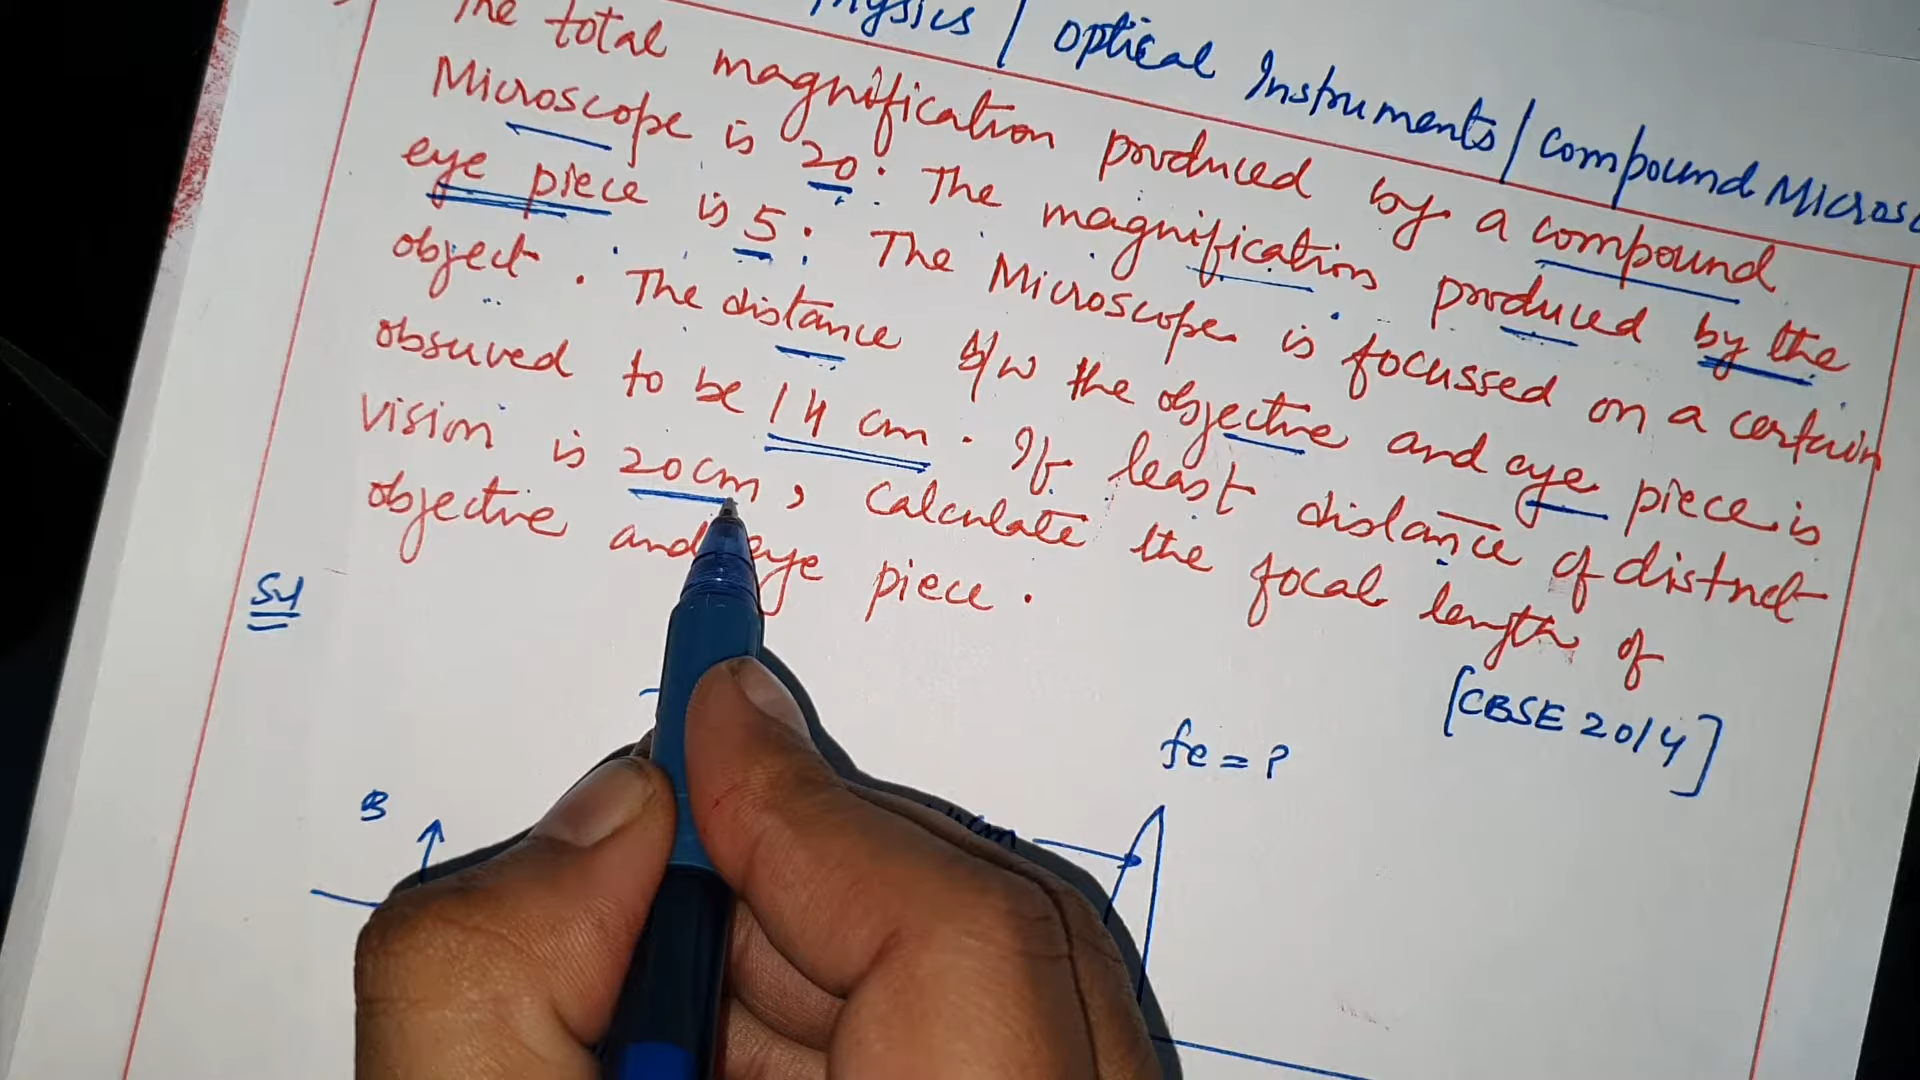 Physics / Optical Instruments / Compound Micros
The total magnification produced by a compound
Microscope is 20. The magnification produced by the
eye piece is 5. The Microscope is focussed on a certain
object. The distance b/w the objective and eye piece is
obsuved to be 14 cm. If least distance of distnct
vision is 20cm, calculate the focal length of
objective and eye piece.
[CBSE 2014]
Sol
fe = ?
B